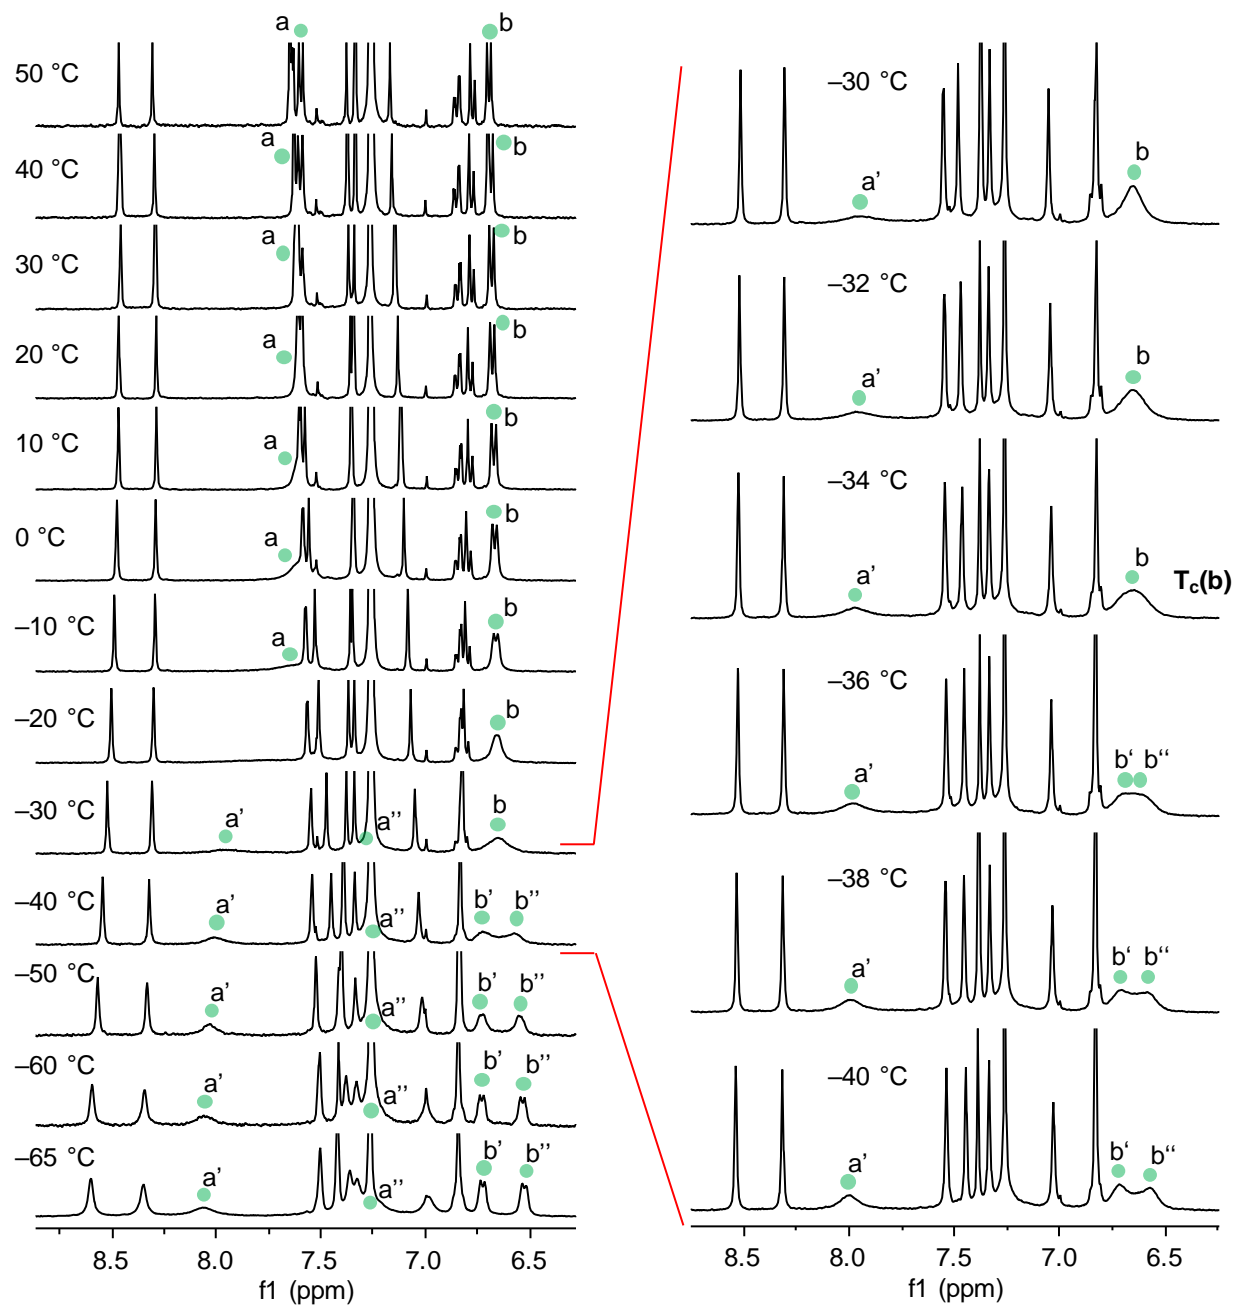 a b
50 °C
a b
40 °C
a b
30 °C
a b
20 °C
a b
10 °C
a b
0 °C
a b
–10 °C
b
–20 °C
a’ a’’ b
–30 °C
a’ a’’ b’ b’’
–40 °C
a’ a’’ b’ b’’
–50 °C
a’ a’’ b’ b’’
–60 °C
a’ a’’ b’ b’’
–65 °C
8.5 8.0 7.5 7.0 6.5
f1 (ppm)
–30 °C
a’ b
–32 °C
a’ b
–34 °C
a’ b Tc(b)
–36 °C
a’ b‘ b‘‘
–38 °C
a’ b‘ b‘‘
–40 °C
a’ b‘ b‘‘
8.5 8.0 7.5 7.0 6.5
f1 (ppm)